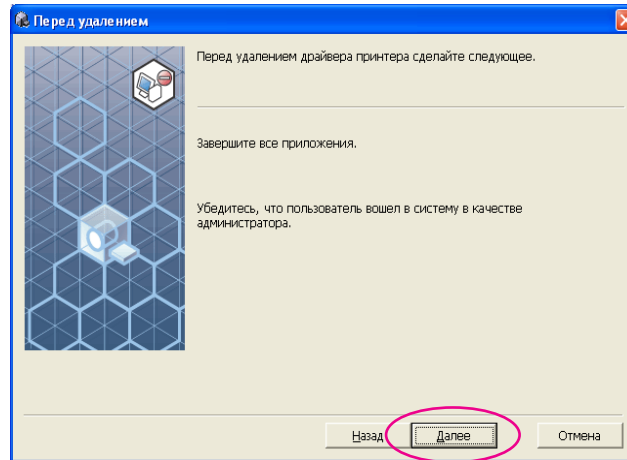 Перед удалением
Перед удалением драйвера принтера сделайте следующее.
Завершите все приложения.
Убедитесь, что пользователь вошел в систему в качестве
администратора.
Назад
Далее
Отмена